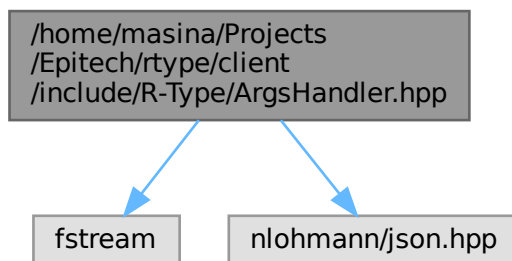 /home/masina/Projects
/Epitech/rtype/client
/include/R-Type/ArgsHandler.hpp
fstream
nlohmann/json.hpp